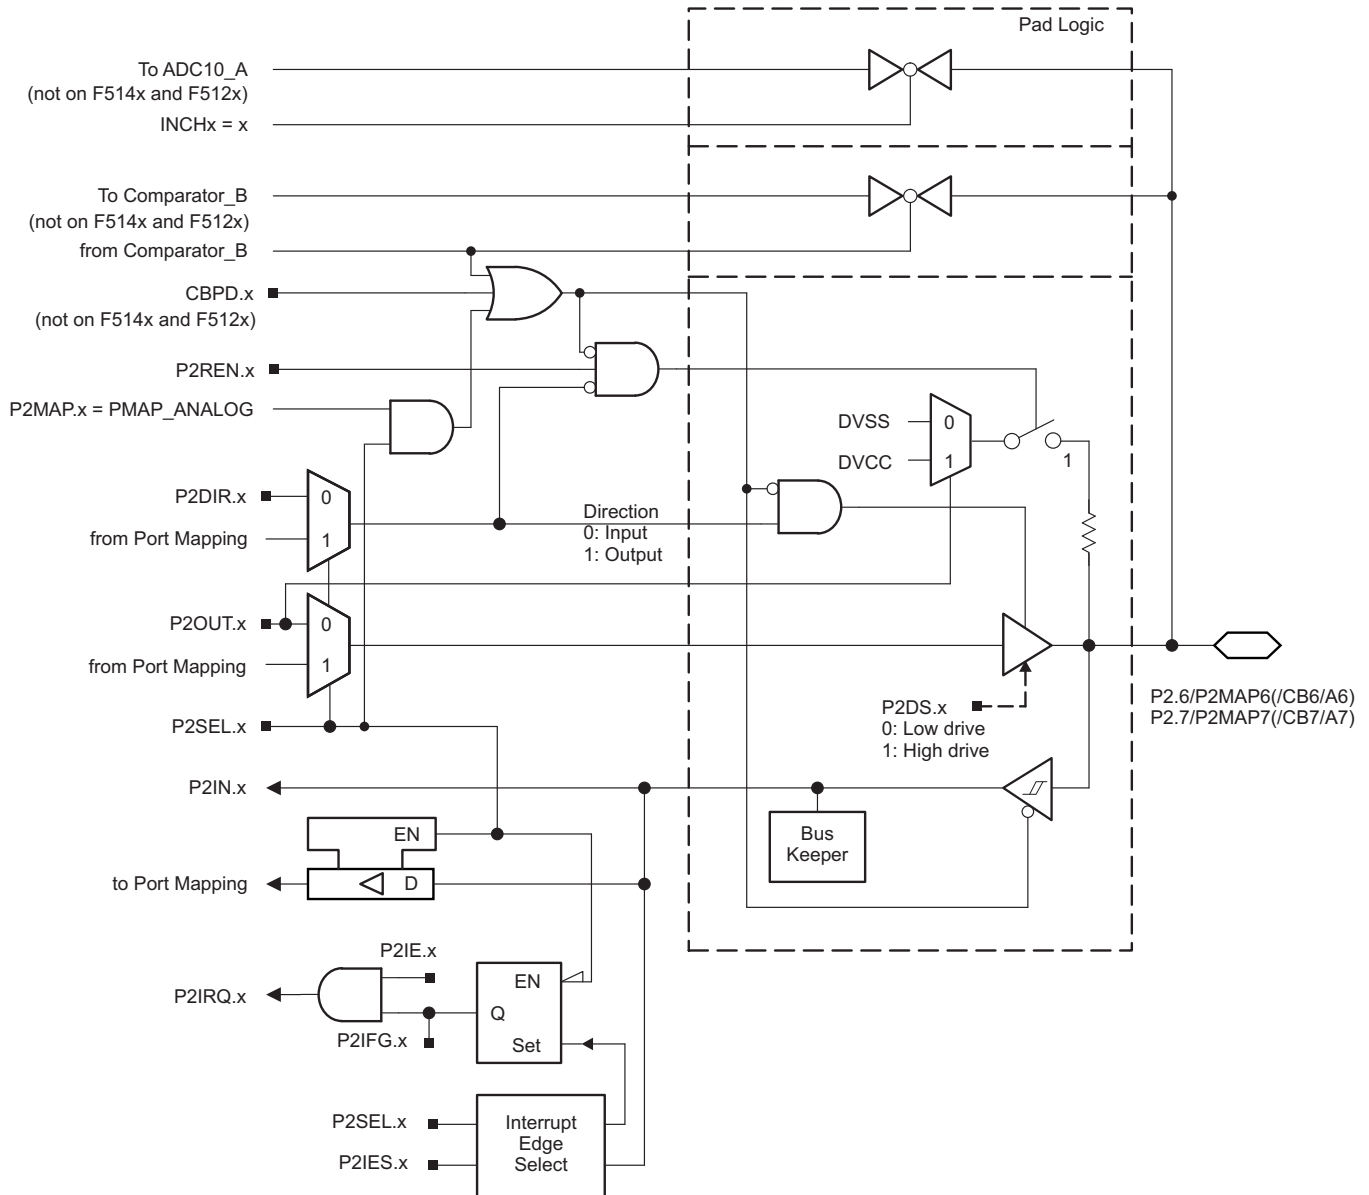 Pad Logic
To ADC10_A
(not on F514x and F512x)
INCHx = x
To Comparator_B
(not on F514x and F512x)
from Comparator_B
CBPD.x
(not on F514x and F512x)
P2REN.x
P2MAP.x = PMAP_ANALOG
DVSS
0
DVCC
1
1
P2DIR.x
0
from Port Mapping
1
Direction
0: Input
1: Output
P2OUT.x
0
from Port Mapping
1
P2SEL.x
P2DS.x
0: Low drive
1: High drive
P2.6/P2MAP6(/CB6/A6)
P2.7/P2MAP7(/CB7/A7)
P2IN.x
Bus
Keeper
EN
to Port Mapping
D
P2IE.x
P2IRQ.x
EN
Q
P2IFG.x
Set
P2SEL.x
P2IES.x
Interrupt
Edge
Select